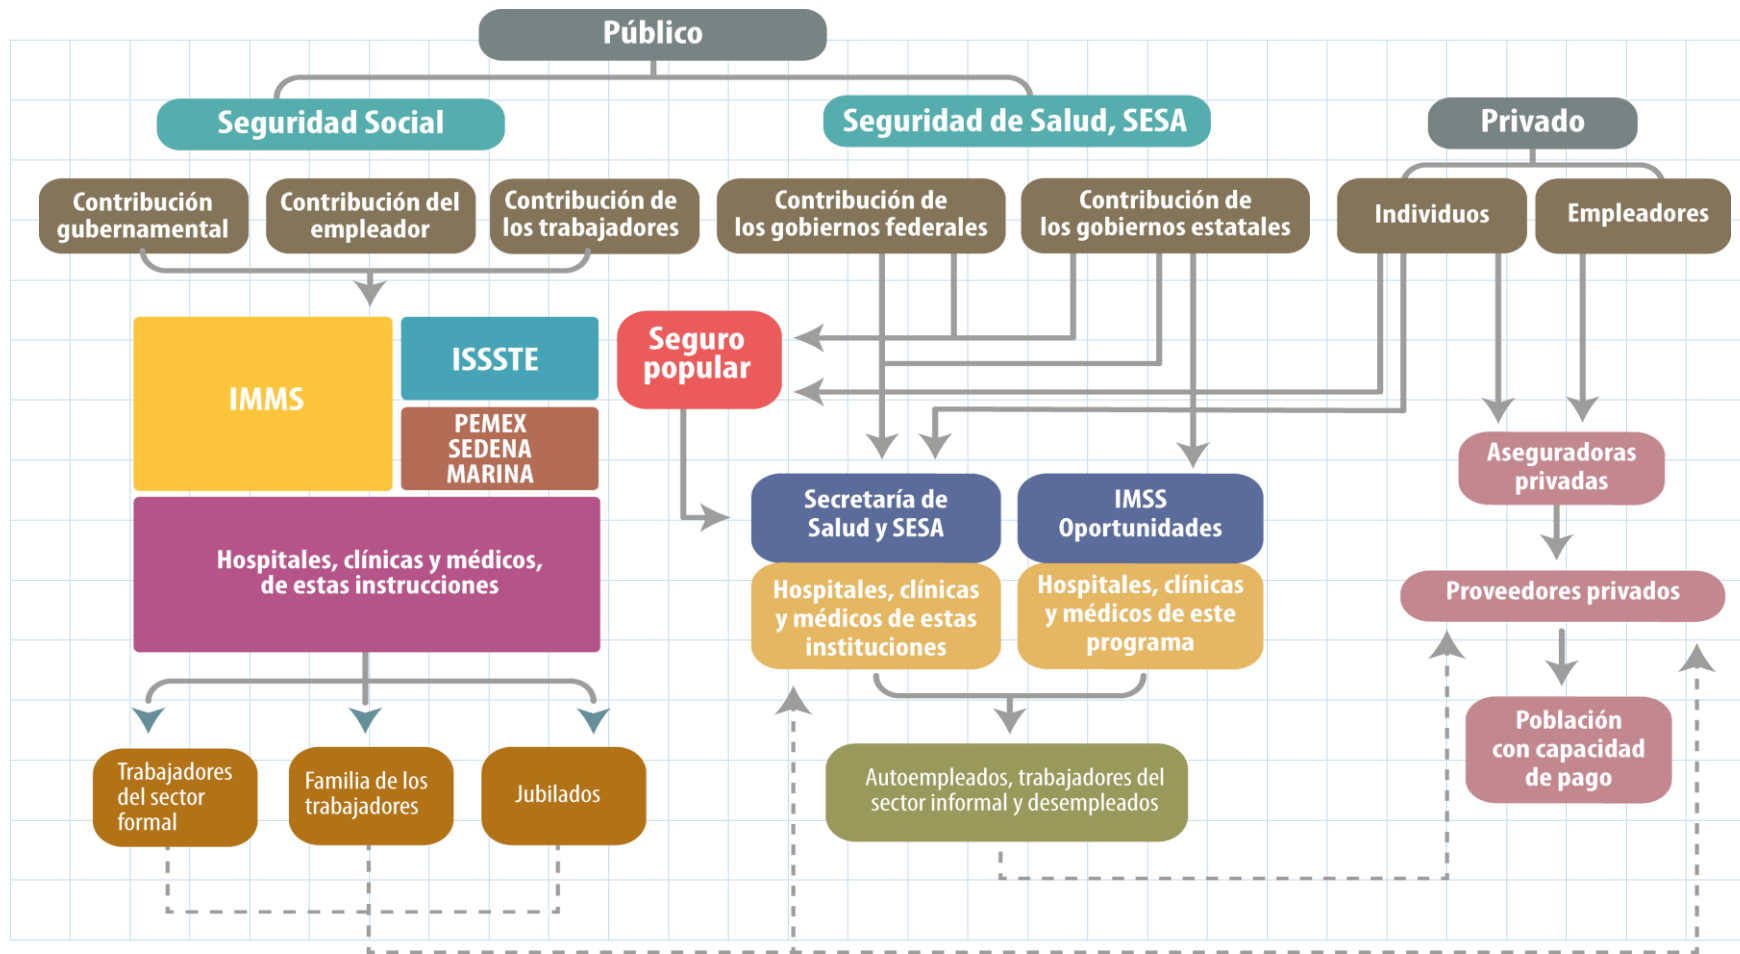 Público
Seguridad Social
Seguridad de Salud, SESA
Privado
Contribución
gubernamental
Contribución del
empleador
Contribución de
los trabajadores
Contribución de
los gobiernos federales
Contribución de
los gobiernos estatales
Individuos
Empleadores
IMMS
ISSSTE
PEMEX
SEDENA
MARINA
Seguro
popular
Hospitales, clínicas y médicos,
de estas instrucciones
Secretaría de
Salud y SESA
IMSS
Oportunidades
Hospitales, clínicas
y médicos de estas
instituciones
Hospitales, clínicas
y médicos de este
programa
Aseguradoras
privadas
Proveedores privados
Población
con capacidad
de pago
Trabajadores
del sector
formal
Familia de los
trabajadores
Jubilados
Autoempleados, trabajadores del
sector informal y desempleados